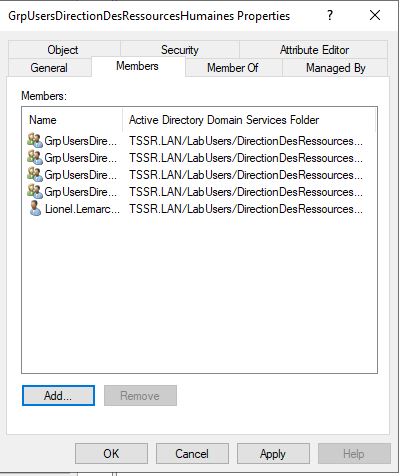 GrpUsersDirectionDesRessourcesHumaines Properties ? ×
Object Security Attribute Editor
General Members Member Of Managed By
Members:
Name Active Directory Domain Services Folder
GrpUsersDire... TSSR.LAN/LabUsers/DirectionDesRessources...
GrpUsersDire... TSSR.LAN/LabUsers/DirectionDesRessources...
GrpUsersDire... TSSR.LAN/LabUsers/DirectionDesRessources...
GrpUsersDire... TSSR.LAN/LabUsers/DirectionDesRessources...
Lionel.Lemarc... TSSR.LAN/LabUsers/DirectionDesRessources...
Add... Remove
OK Cancel Apply Help